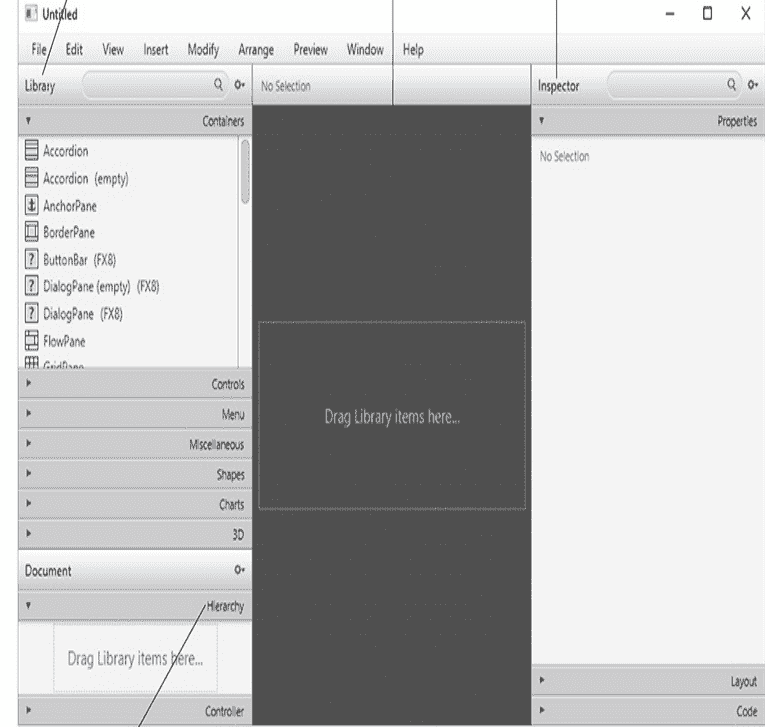 Untitled
File Edit View Insert Modify Arrange Preview Window Help
Library
Containers
Accordion
Accordion (empty)
AnchorPane
BorderPane
ButtonBar (FX8)
DialogPane (empty) (FX8)
DialogPane (FX8)
FlowPane
GridPane
Controls
Menu
Miscellaneous
Shapes
Charts
3D
Document
Hierarchy
Drag Library items here...
Controller
No Selection
Drag Library items here...
Inspector
Properties
No Selection
Layout
Code